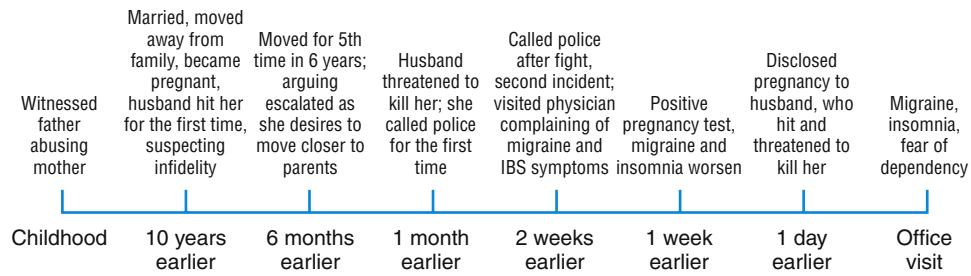 Witnessed
father
abusing
mother
Married, moved
away from
family, became
pregnant,
husband hit her
for the first time,
suspecting
infidelity
Moved for 5th
time in 6 years;
arguing
escalated as
she desires to
move closer to
parents
Husband
threatened to
kill her; she
called police
for the first
time
Called police
after fight,
second incident;
visited physician
complaining of
migraine and
IBS symptoms
Positive
pregnancy test,
migraine and
insomnia worsen
Disclosed
pregnancy to
husband, who
hit and
threatened to
kill her
Migraine,
insomnia,
fear of
dependency
Childhood
10 years
earlier
6 months
earlier
1 month
earlier
2 weeks
earlier
1 week
earlier
1 day
earlier
Office
visit